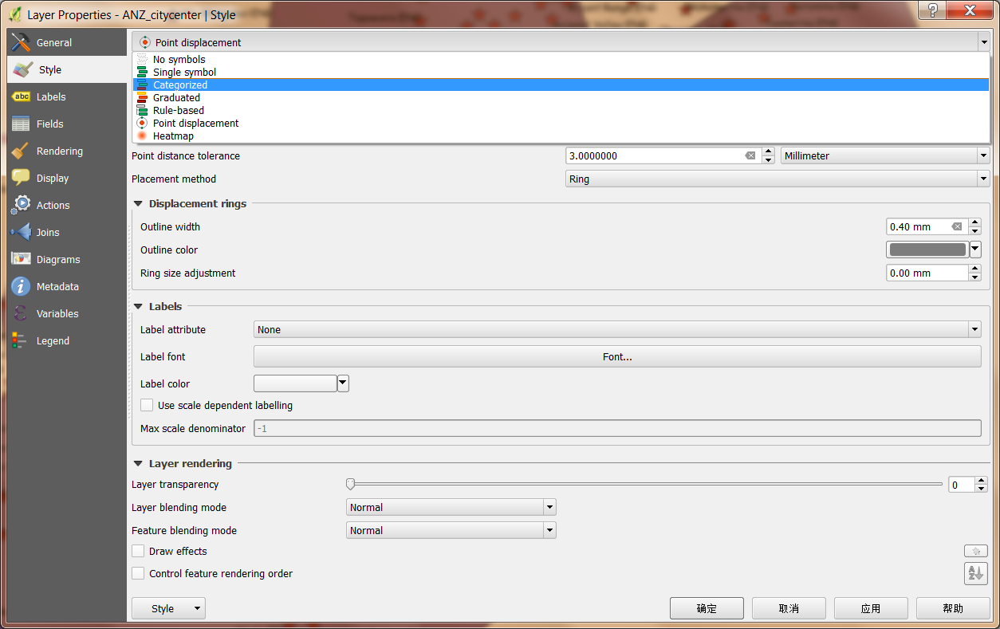 Layer Properties - ANZ_citycenter | Style
General
Style
Labels
Fields
Rendering
Display
Actions
Joins
Diagrams
Metadata
Variables
Legend
Point displacement
No symbols
Single symbol
Categorized
Graduated
Rule-based
Point displacement
Heatmap
Point distance tolerance 3.0000000 Millimeter
Placement method Ring
Displacement rings
Outline width 0.40 mm
Outline color
Ring size adjustment 0.00 mm
Labels
Label attribute None
Label font Font...
Label color
Use scale dependent labelling
Max scale denominator -1
Layer rendering
Layer transparency 0
Layer blending mode Normal
Feature blending mode Normal
Draw effects
Control feature rendering order
Style 确定 取消 应用 帮助